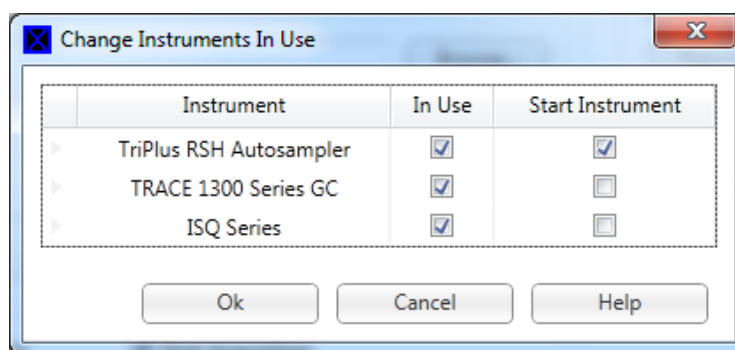 Change Instruments In Use
Instrument In Use Start Instrument
TriPlus RSH Autosampler
TRACE 1300 Series GC
ISQ Series
Ok Cancel Help